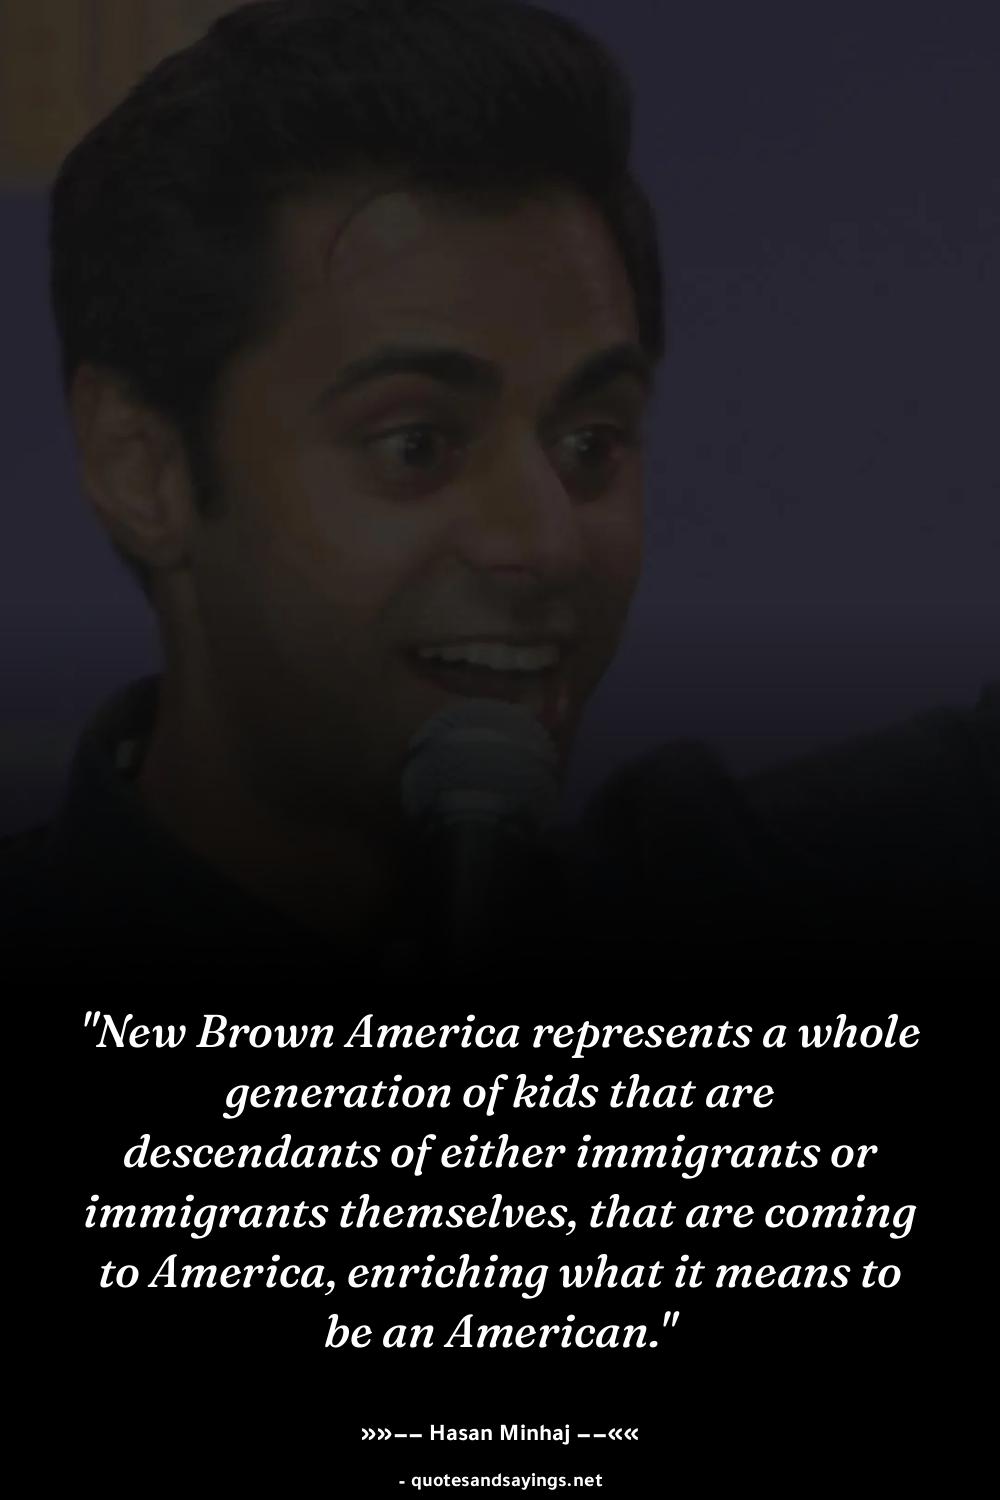 "New Brown America represents a whole
generation of kids that are
descendants of either immigrants or
immigrants themselves, that are coming
to America, enriching what it means to
be an American."
»»−− Hasan Minhaj −−««
- quotesandsayings.net